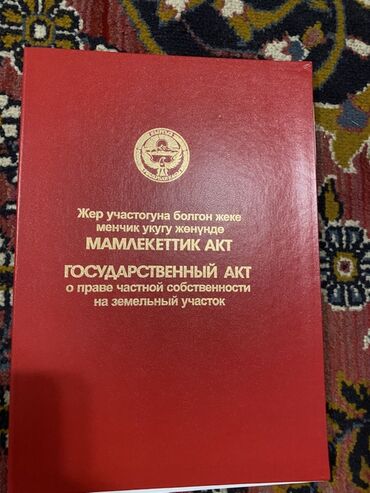 Жер участогуна болгон жеке
менчик укугу жөнүндө
МАМЛЕКЕТТИК АКТ
ГОСУДАРСТВЕННЫЙ АКТ
о праве частной собственности
на земельный участок